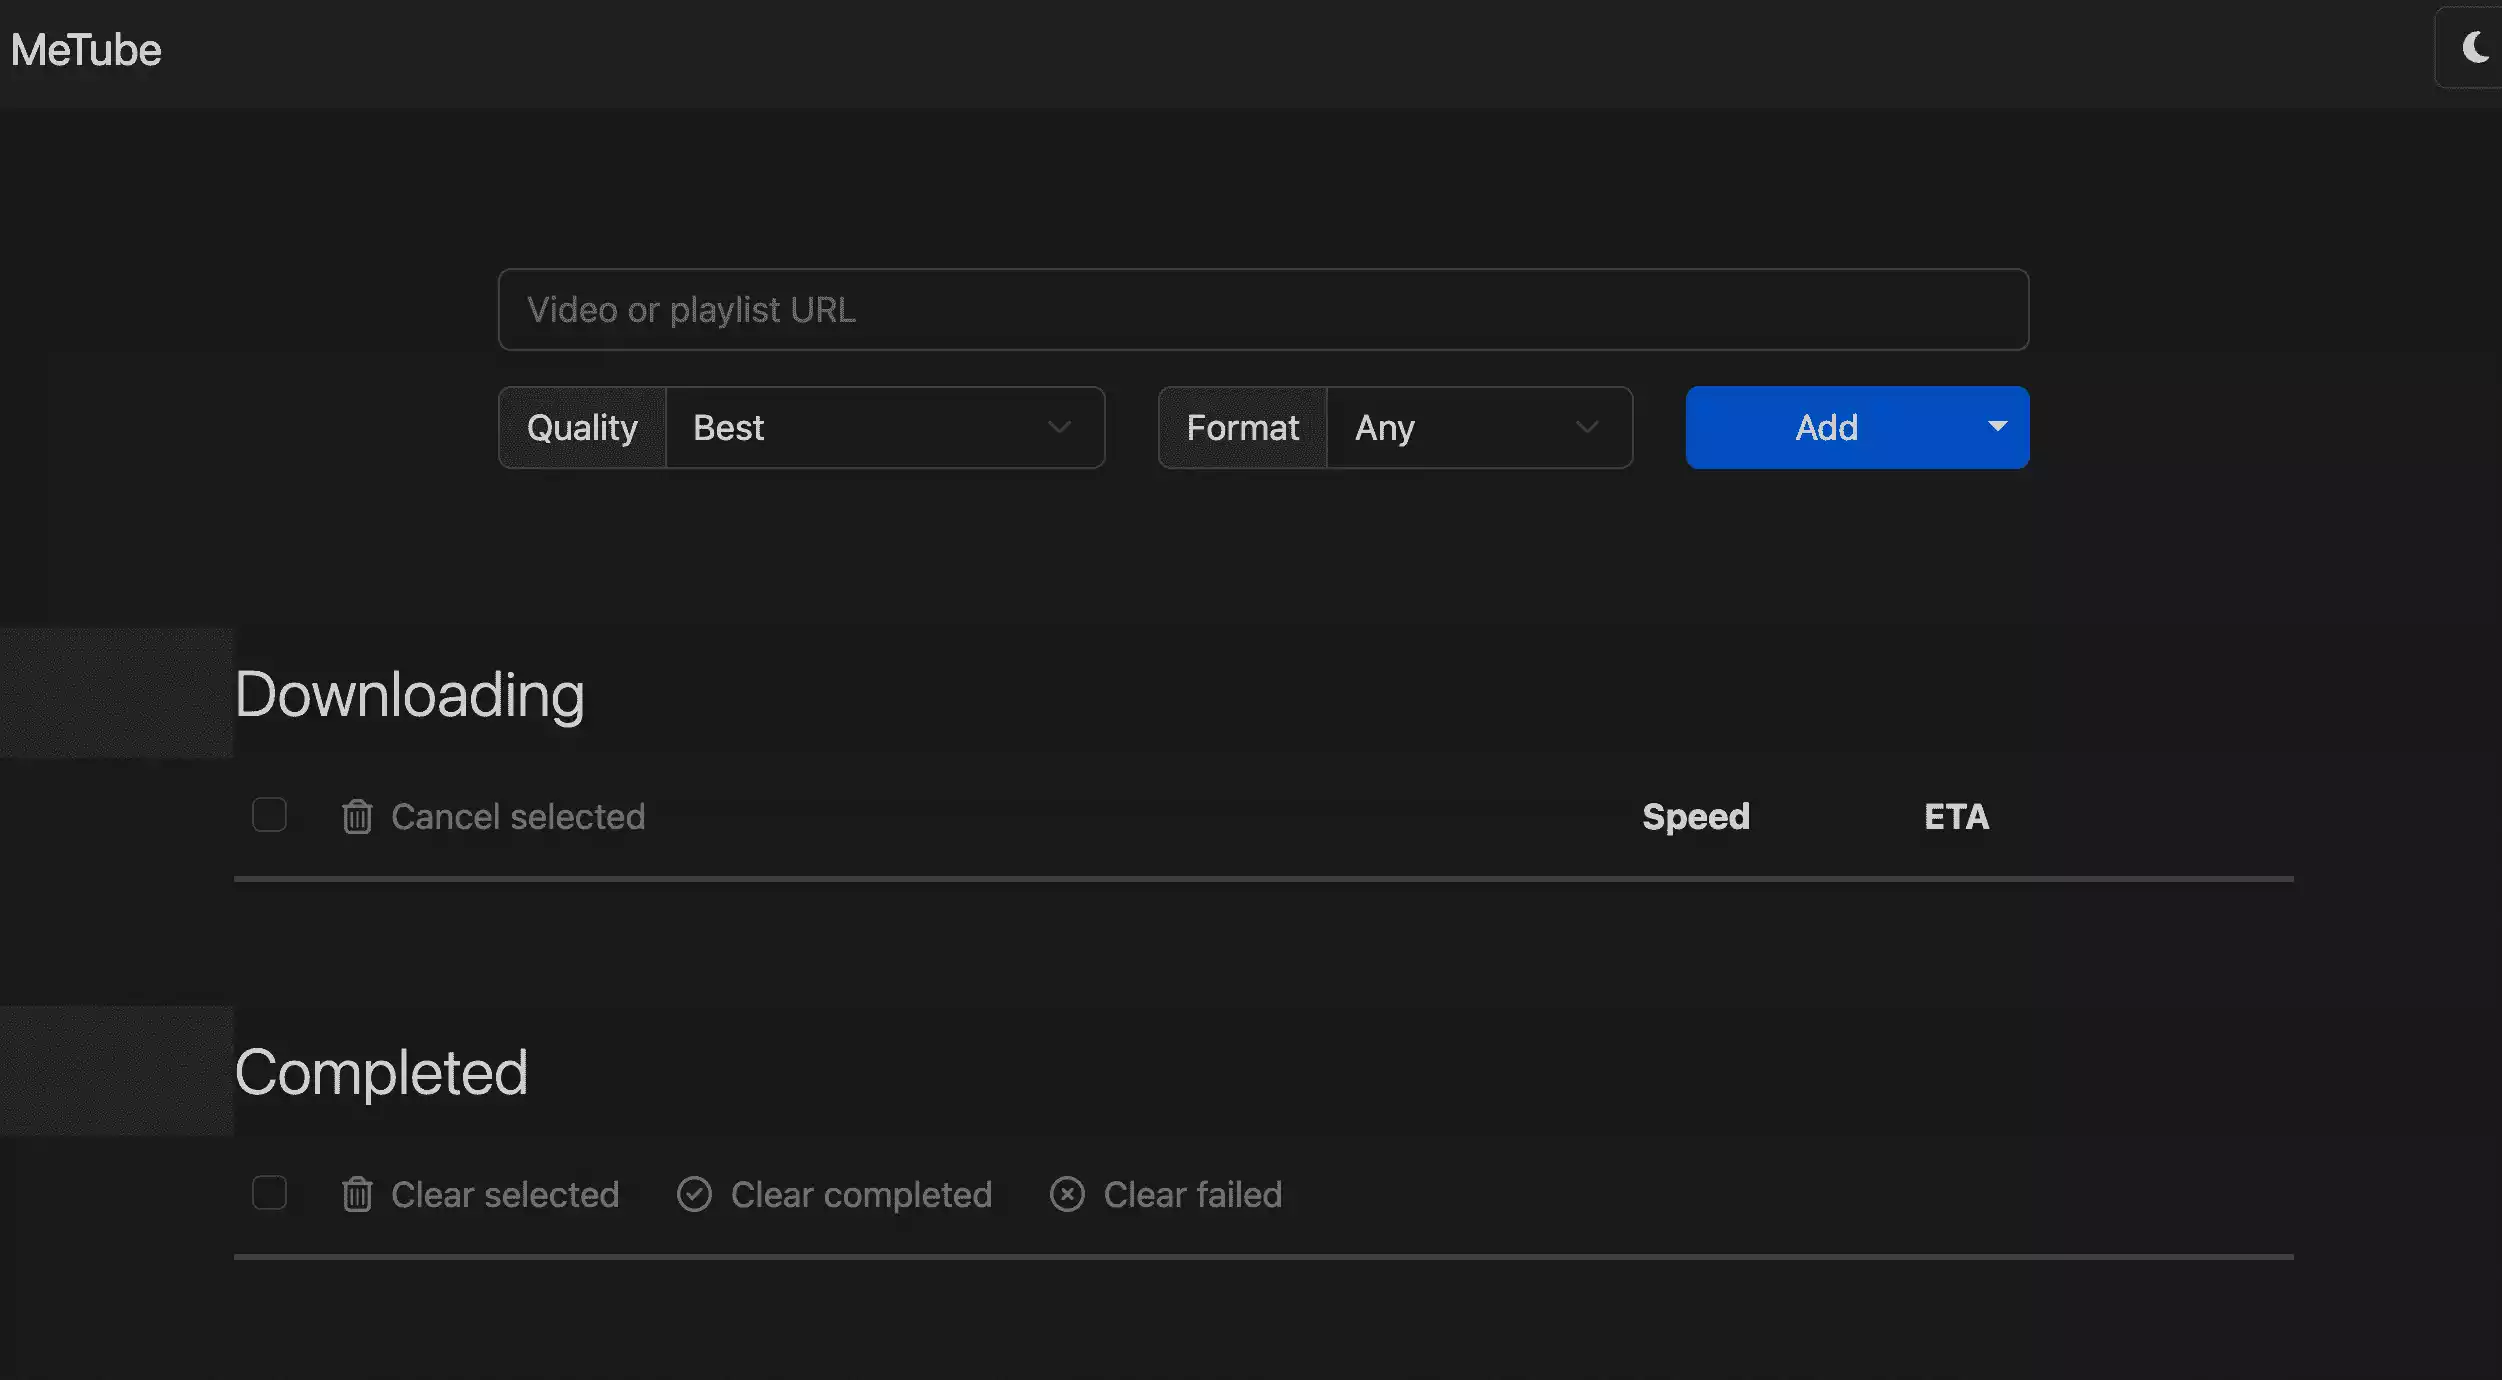 MeTube
Video or playlist URL
Quality Best Format Any Add
Downloading
Cancel selected Speed ETA
Completed
Clear selected Clear completed Clear failed